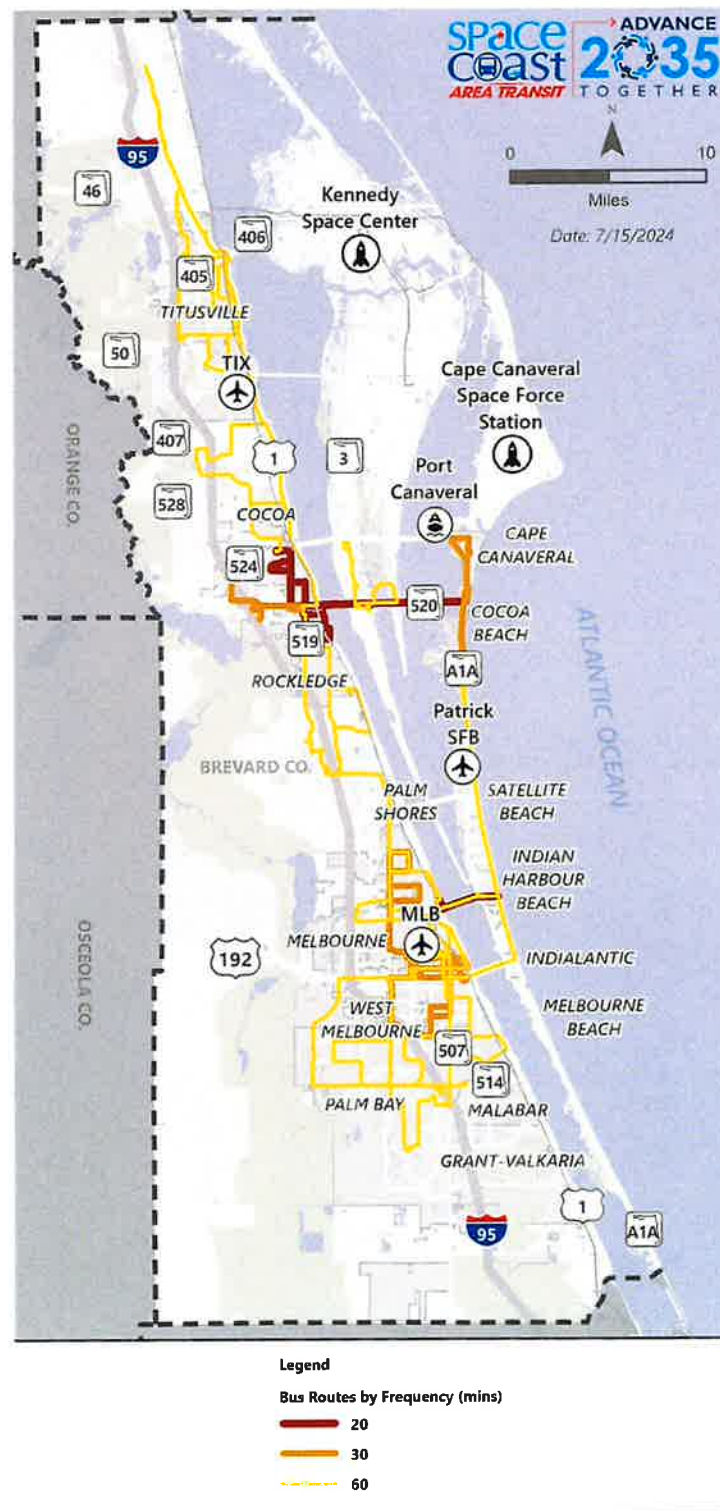 space
coast
AREA TRANSIT
ADVANCE
2035
TOGETHER
N
0 10
Miles
Date: 7/15/2024
95
46
Kennedy
Space Center
406
405
TITUSVILLE
50
TIX
Cape Canaveral
Space Force
Station
ORANGE CO.
407
1
3
Port
Canaveral
528
COCOA
CAPE
CANAVERAL
524
520
COCOA
BEACH
519
ROCKLEDGE
A1A
ATLANTIC OCEAN
Patrick
SFB
BREVARD CO.
PALM
SHORES
SATELLITE
BEACH
INDIAN
HARBOUR
BEACH
MLB
OSCEOLA CO.
192
MELBOURNE
INDIALANTIC
WEST
MELBOURNE
MELBOURNE
BEACH
507
514
PALM BAY
MALABAR
GRANT-VALKARIA
1
95
A1A
Legend
Bus Routes by Frequency (mins)
20
30
60